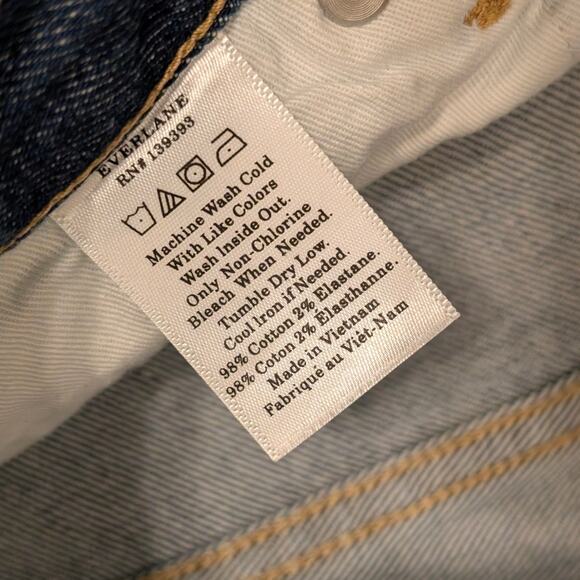 EVERLANE
RN# 139393
Machine Wash Cold
With Like Colors
Wash Inside Out.
Only Non-Chlorine
Bleach When Needed.
Tumble Dry Low.
Cool Iron if Needed.
98% Cotton 2% Elastane.
98% Coton 2% Élasthanne.
Made in Vietnam
Fabriqué au Viêt-Nam